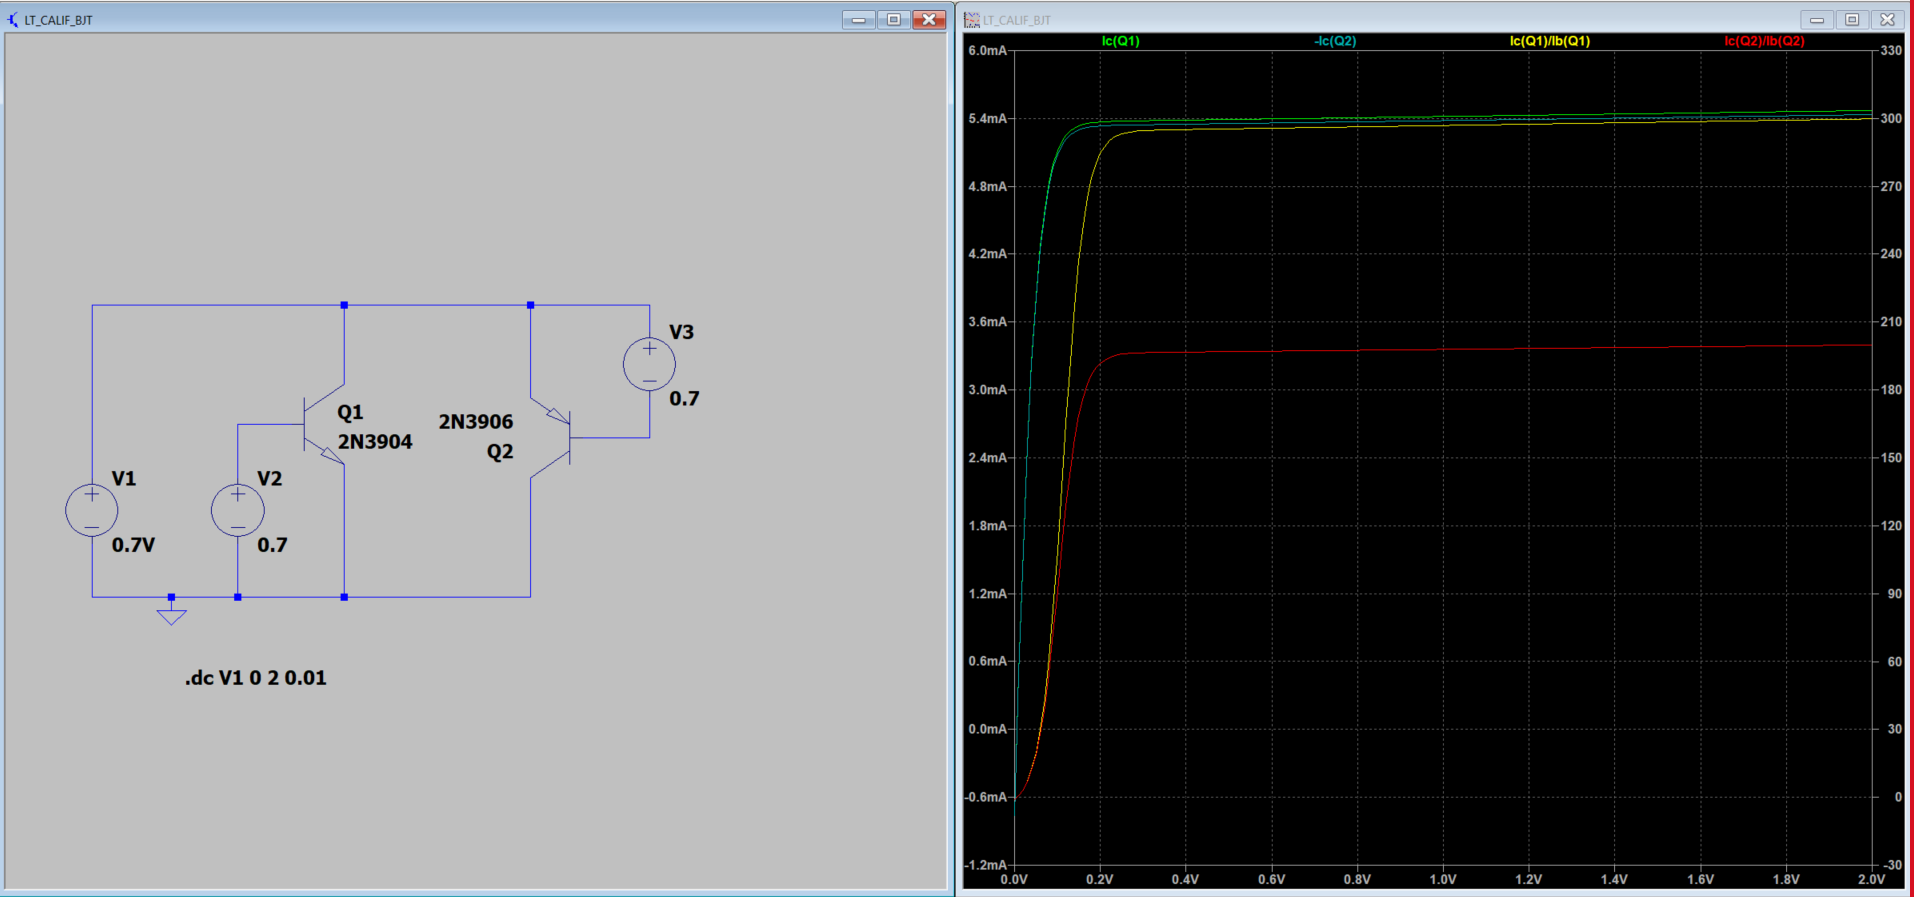 LT_CALIF_BJT
V3
0.7
Q1
2N3904
2N3906
Q2
V1
0.7V
V2
0.7
.dc V1 0 2 0.01
LT_CALIF_BJT
Ic(Q1) -Ic(Q2) Ic(Q1)/Ib(Q1) Ic(Q2)/Ib(Q2)
6.0mA 330
5.4mA 300
4.8mA 270
4.2mA 240
3.6mA 210
3.0mA 180
2.4mA 150
1.8mA 120
1.2mA 90
0.6mA 60
0.0mA 30
-0.6mA 0
-1.2mA -30
0.0V 0.2V 0.4V 0.6V 0.8V 1.0V 1.2V 1.4V 1.6V 1.8V 2.0V